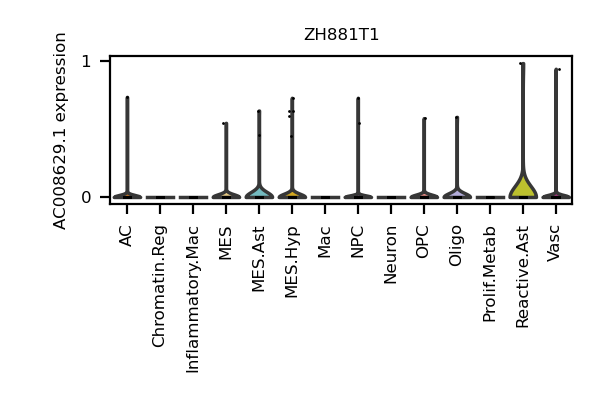 ZH881T1
AC008629.1 expression
1
0
AC
Chromatin.Reg
Inflammatory.Mac
MES
MES.Ast
MES.Hyp
Mac
NPC
Neuron
OPC
Oligo
Prolif.Metab
Reactive.Ast
Vasc